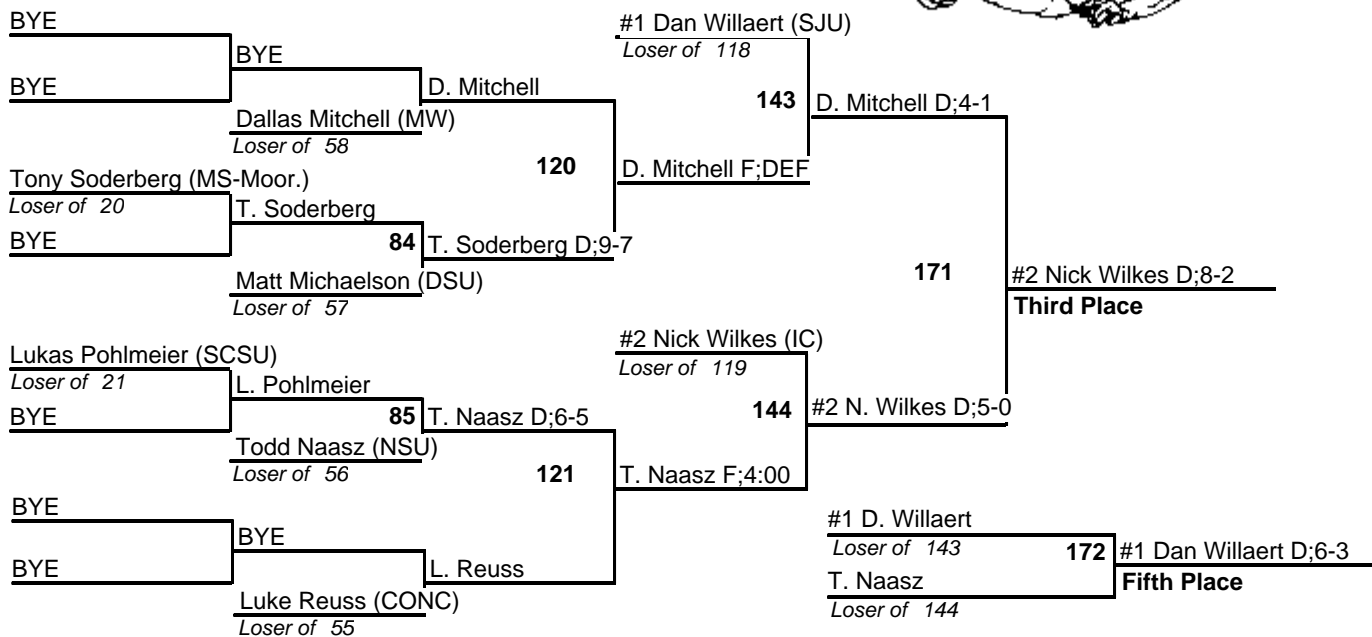 BYE
BYE
BYE
Dallas Mitchell (MW)
Loser of 58
D. Mitchell
Tony Soderberg (MS-Moor.)
Loser of 20
BYE
T. Soderberg
84
Matt Michaelson (DSU)
Loser of 57
T. Soderberg D;9-7
120
#1 Dan Willaert (SJU)
Loser of 118
143
D. Mitchell F;DEF
D. Mitchell D;4-1
Lukas Pohlmeier (SCSU)
Loser of 21
BYE
L. Pohlmeier
85
Todd Naasz (NSU)
Loser of 56
T. Naasz D;6-5
121
BYE
BYE
BYE
Luke Reuss (CONC)
Loser of 55
L. Reuss
#2 Nick Wilkes (IC)
Loser of 119
144
T. Naasz F;4:00
#2 N. Wilkes D;5-0
171
#2 Nick Wilkes D;8-2
Third Place
#1 D. Willaert
Loser of 143
T. Naasz
Loser of 144
172
#1 Dan Willaert D;6-3
Fifth Place